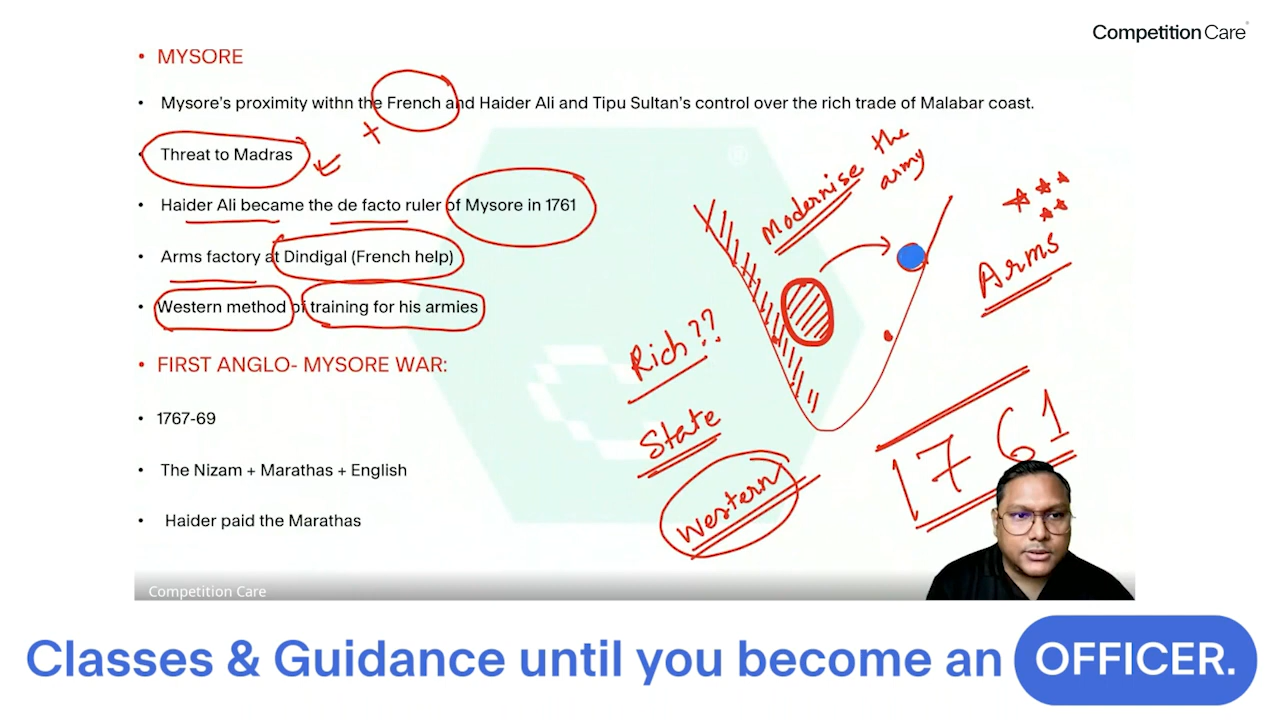 Competition Care
• MYSORE
• Mysore's proximity withn the French and Haider Ali and Tipu Sultan's control over the rich trade of Malabar coast.
• Threat to Madras
• Haider Ali became the de facto ruler of Mysore in 1761
• Arms factory at Dindigal (French help)
• Western method of training for his armies
• FIRST ANGLO- MYSORE WAR:
• 1767-69
• The Nizam + Marathas + English
• Haider paid the Marathas
Modernise the
army
Arms
Rich??
State
Western
1761
Competition Care
Classes & Guidance until you become an OFFICER.